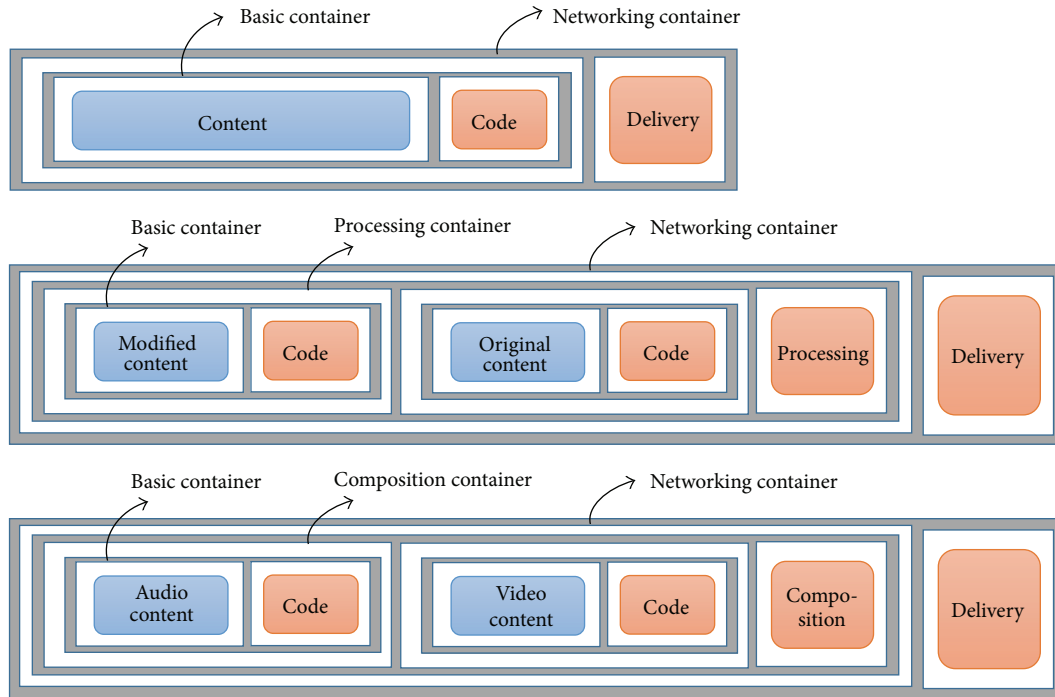 Basic container
Networking container
Content
Code
Delivery
Basic container
Processing container
Networking container
Modified
content
Code
Original
content
Code
Processing
Delivery
Basic container
Composition container
Networking container
Audio
content
Code
Video
content
Code
Compo-
sition
Delivery